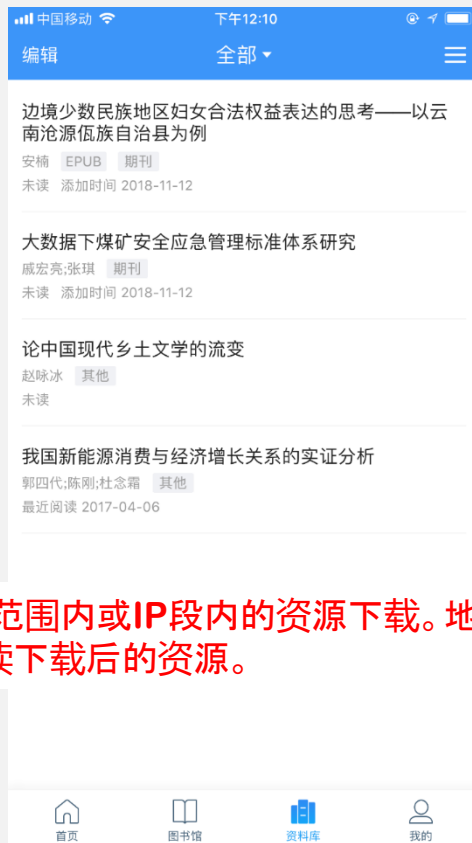 中国移动 下午12:10
编辑 全部
边境少数民族地区妇女合法权益表达的思考——以云
南沧源佤族自治县为例
安楠 EPUB 期刊
未读 添加时间 2018-11-12
大数据下煤矿安全应急管理标准体系研究
戚宏亮;张琪 期刊
未读 添加时间 2018-11-12
论中国现代乡土文学的流变
赵咏冰 其他
未读
我国新能源消费与经济增长关系的实证分析
郭四代;陈刚;杜念霜 其他
最近阅读 2017-04-06
范围内或IP段内的资源下载。地
读下载后的资源。
首页 图书馆 资料库 我的